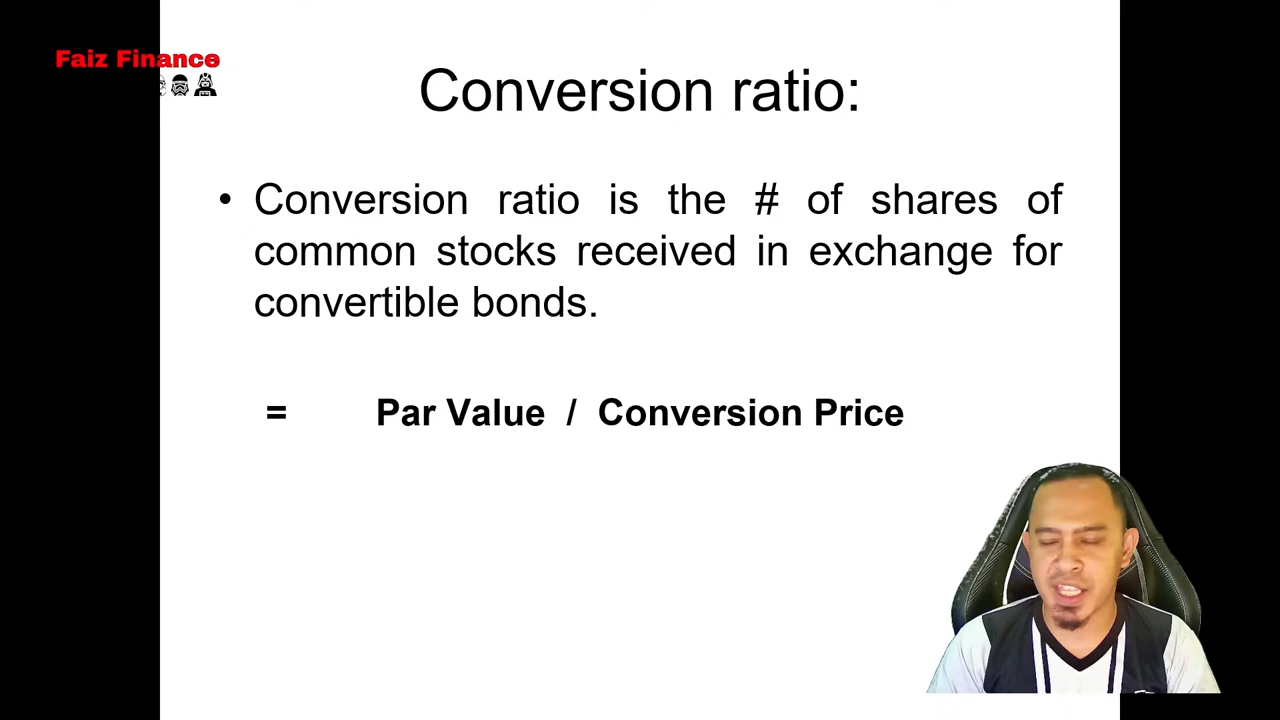 Faiz Finance
Conversion ratio:
• Conversion ratio is the # of shares of
common stocks received in exchange for
convertible bonds.
= Par Value / Conversion Price